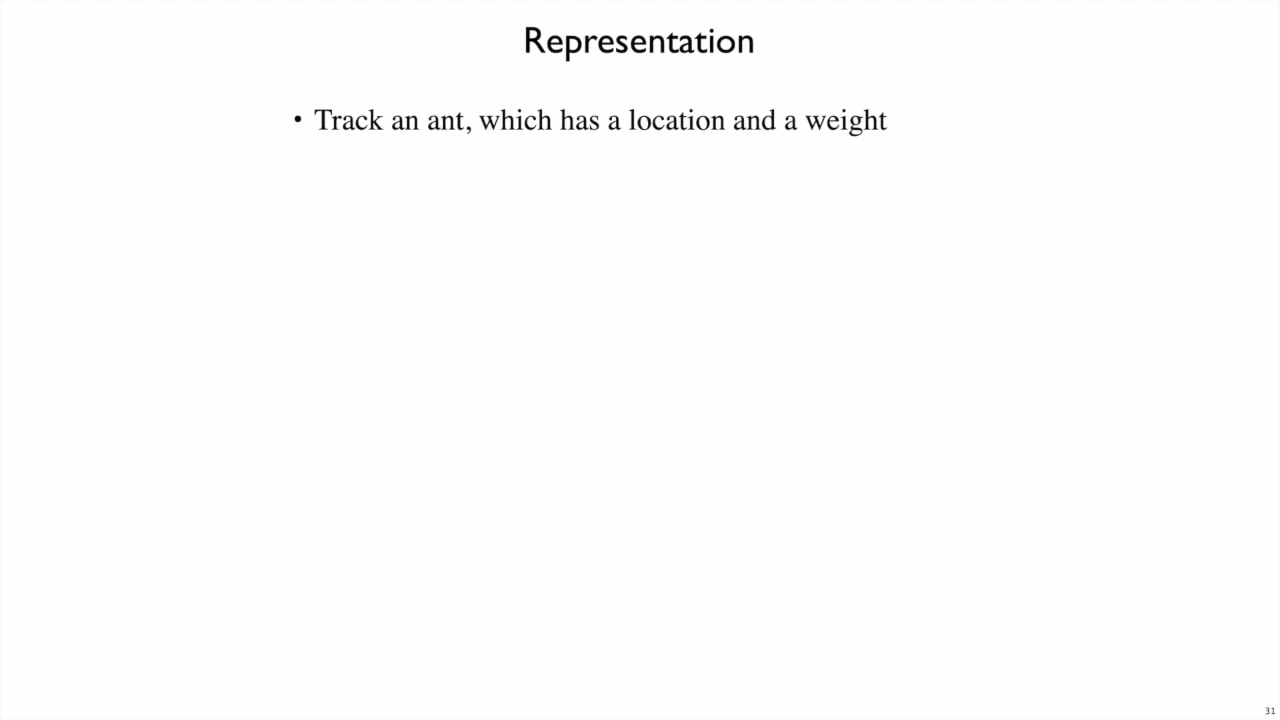 Representation
• Track an ant, which has a location and a weight
31